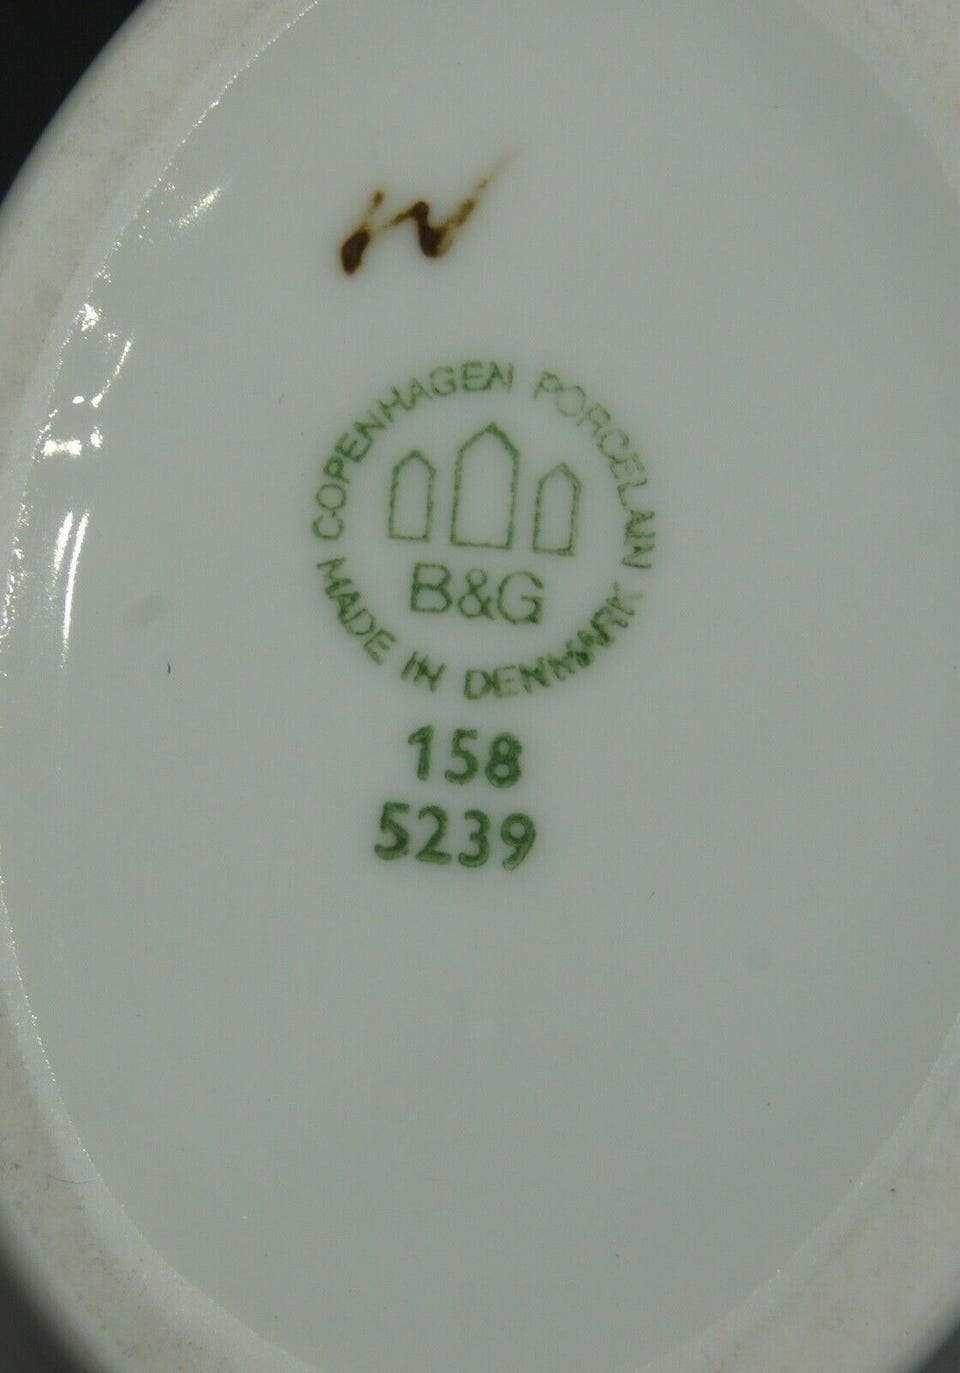 COPENHAGEN PORCELAIN
B&G
MADE IN DENMARK
158
5239